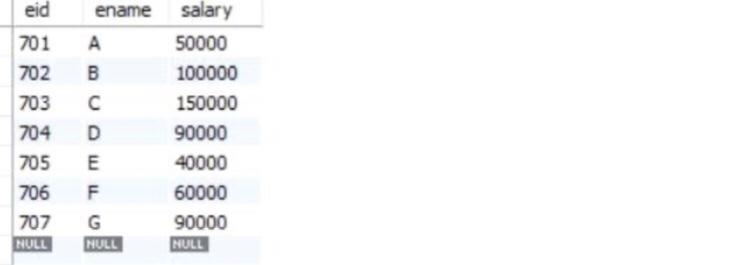 eid ename salary
701 A 50000
702 B 100000
703 C 150000
704 D 90000
705 E 40000
706 F 60000
707 G 90000
NULL NULL NULL